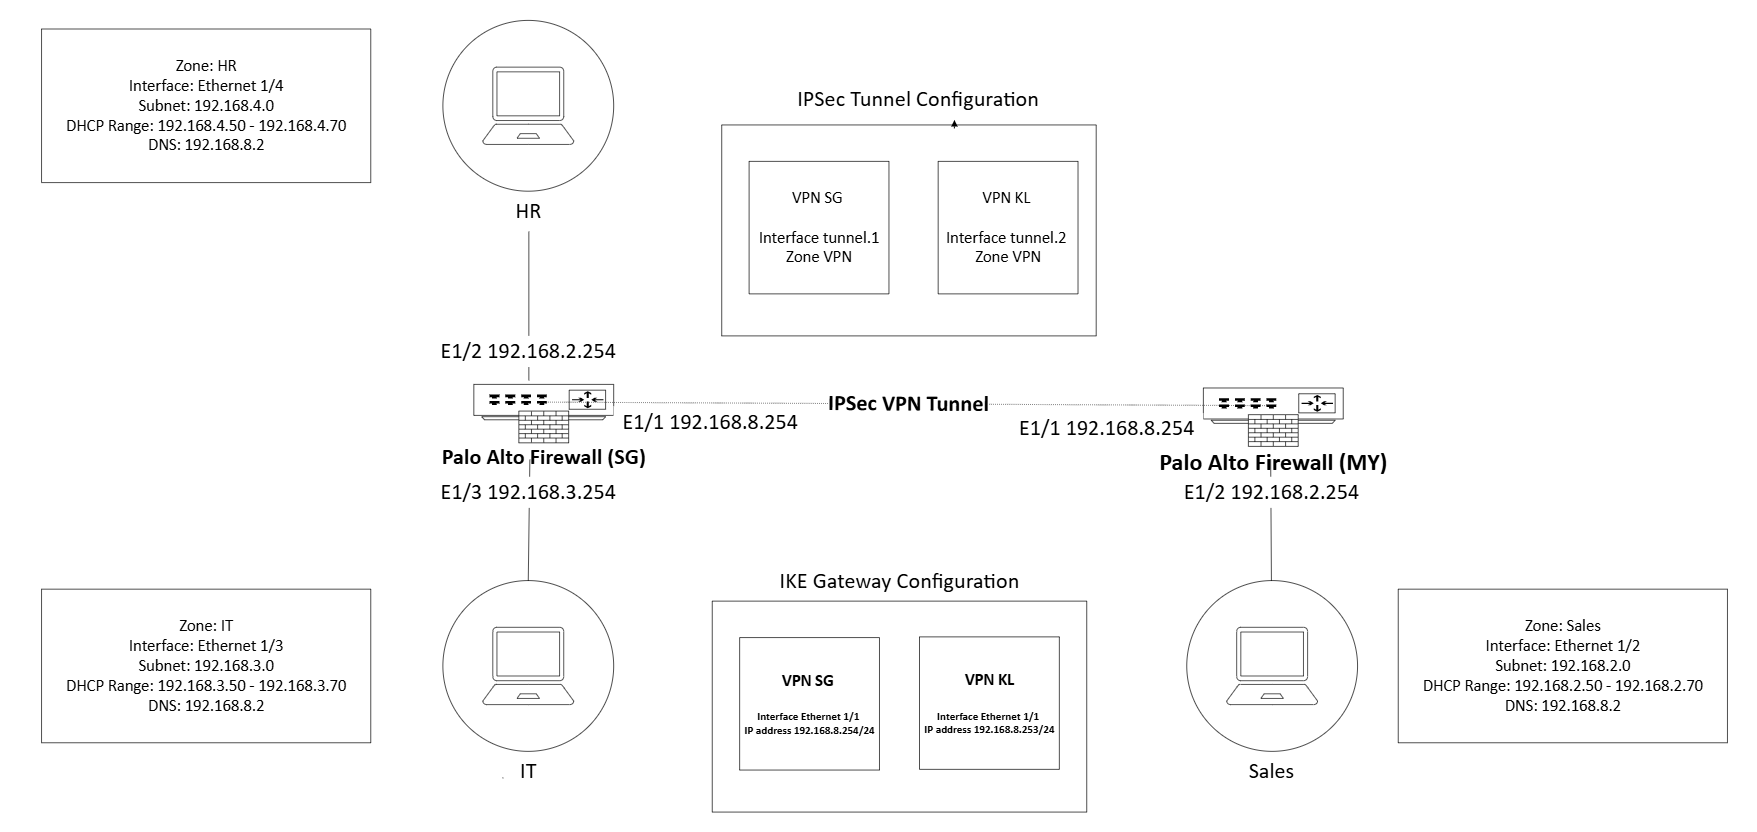 Zone: HR
Interface: Ethernet 1/4
Subnet: 192.168.4.0
DHCP Range: 192.168.4.50 - 192.168.4.70
DNS: 192.168.8.2
HR
IPSec Tunnel Configuration
VPN SG
Interface tunnel.1
Zone VPN
VPN KL
Interface tunnel.2
Zone VPN
E1/2 192.168.2.254
IPSec VPN Tunnel
E1/1 192.168.8.254
E1/1 192.168.8.254
Palo Alto Firewall (SG)
Palo Alto Firewall (MY)
E1/3 192.168.3.254
E1/2 192.168.2.254
Zone: IT
Interface: Ethernet 1/3
Subnet: 192.168.3.0
DHCP Range: 192.168.3.50 - 192.168.3.70
DNS: 192.168.8.2
IT
IKE Gateway Configuration
VPN SG
Interface Ethernet 1/1
IP address 192.168.8.254/24
VPN KL
Interface Ethernet 1/1
IP address 192.168.8.253/24
Sales
Zone: Sales
Interface: Ethernet 1/2
Subnet: 192.168.2.0
DHCP Range: 192.168.2.50 - 192.168.2.70
DNS: 192.168.8.2